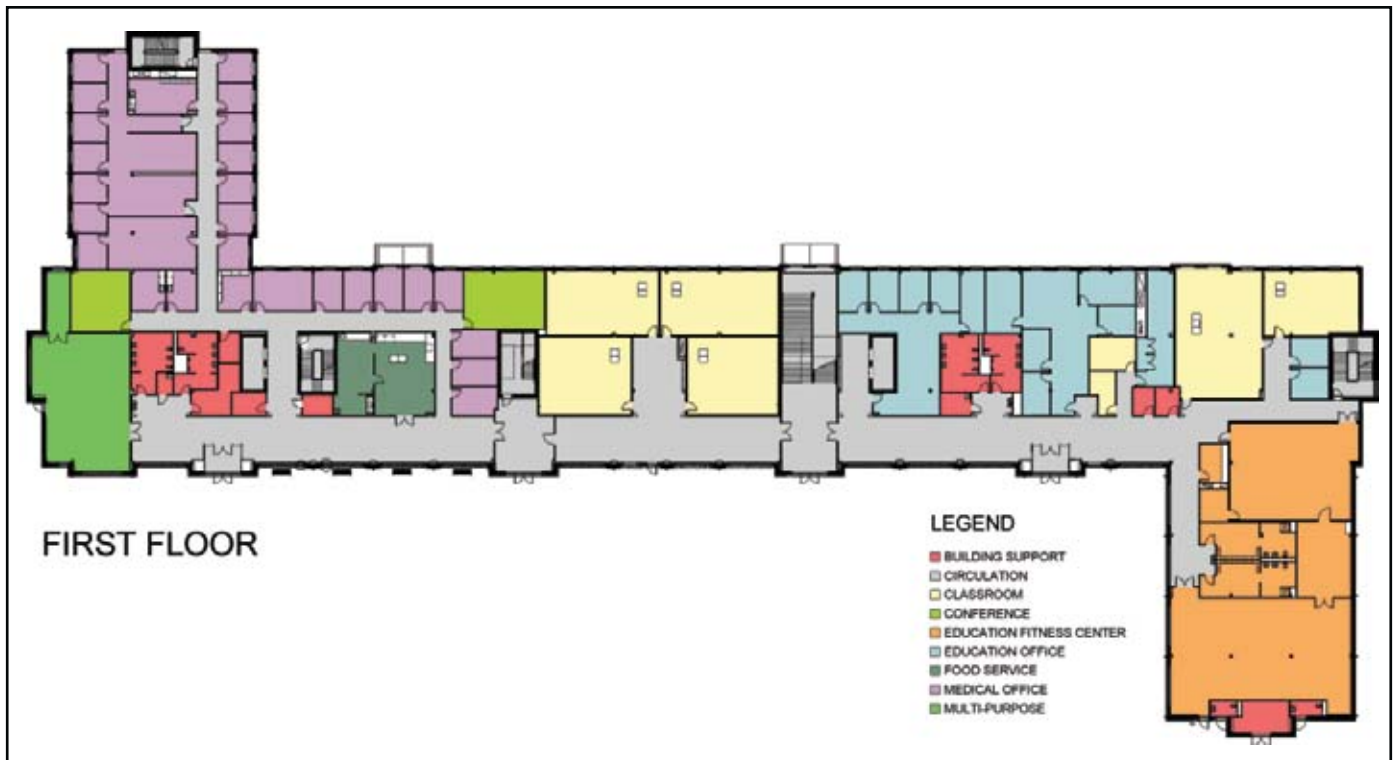 FIRST FLOOR
LEGEND
BUILDING SUPPORT
CIRCULATION
CLASSROOM
CONFERENCE
EDUCATION FITNESS CENTER
EDUCATION OFFICE
FOOD SERVICE
MEDICAL OFFICE
MULTI-PURPOSE